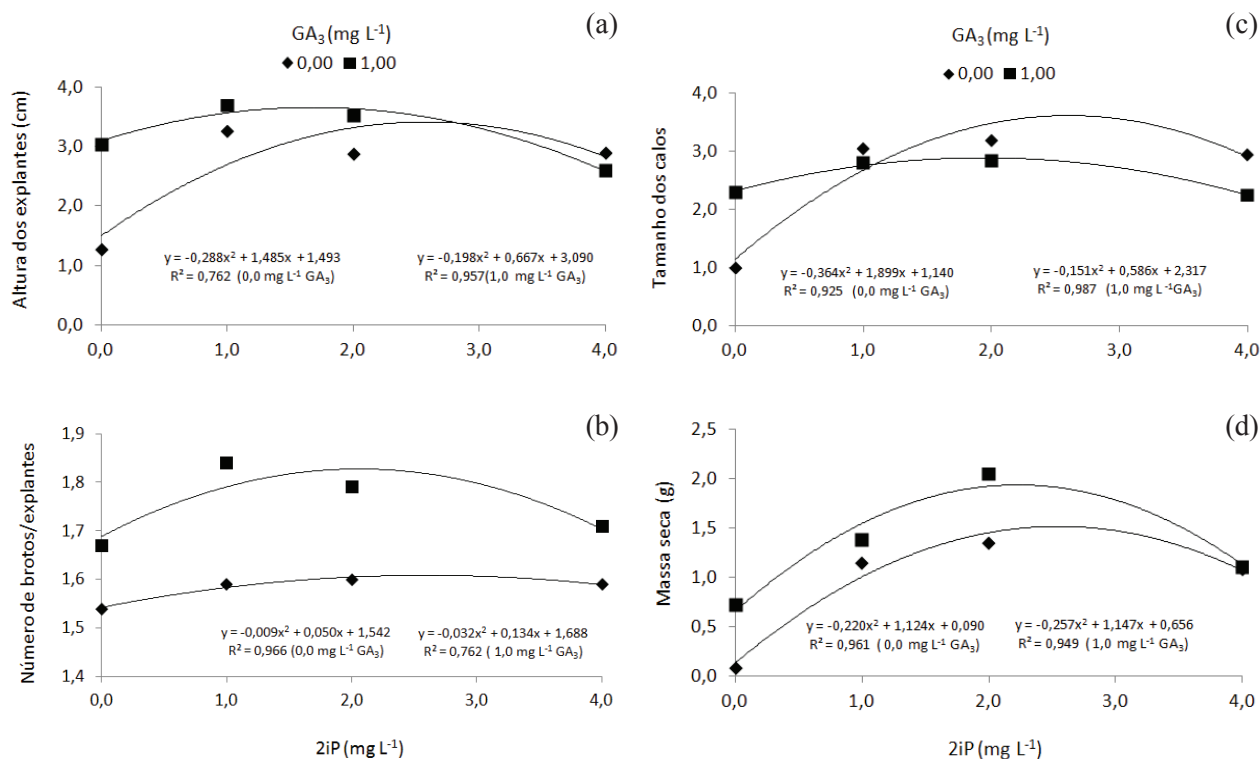 (a)
GA₃ (mg L⁻¹)
0,00 1,00
Altura dos explantes (cm)
4,0
3,0
2,0
1,0
0,0
y = -0,288x² + 1,485x + 1,493
R² = 0,762 (0,0 mg L⁻¹ GA₃)
y = -0,198x² + 0,667x + 3,090
R² = 0,957(1,0 mg L⁻¹ GA₃)
0,0 1,0 2,0 3,0 4,0
(c)
GA₃ (mg L⁻¹)
0,00 1,00
Tamanho dos calos
4,0
3,0
2,0
1,0
0,0
y = -0,364x² + 1,899x + 1,140
R² = 0,925 (0,0 mg L⁻¹ GA₃)
y = -0,151x² + 0,586x + 2,317
R² = 0,987 (1,0 mg L⁻¹GA₃)
0,0 1,0 2,0 3,0 4,0
(b)
Número de brotos/explantes
1,9
1,8
1,7
1,6
1,5
1,4
y = -0,009x² + 0,050x + 1,542
R² = 0,966 (0,0 mg L⁻¹ GA₃)
y = -0,032x² + 0,134x + 1,688
R² = 0,762 ( 1,0 mg L⁻¹ GA₃)
0,0 1,0 2,0 3,0 4,0
2iP (mg L⁻¹)
(d)
Massa seca (g)
2,5
2,0
1,5
1,0
0,5
0,0
y = -0,220x² + 1,124x + 0,090
R² = 0,961 ( 0,0 mg L⁻¹ GA₃)
y = -0,257x² + 1,147x + 0,656
R² = 0,949 ( 1,0 mg L⁻¹ GA₃)
0,0 1,0 2,0 3,0 4,0
2iP (mg L⁻¹)